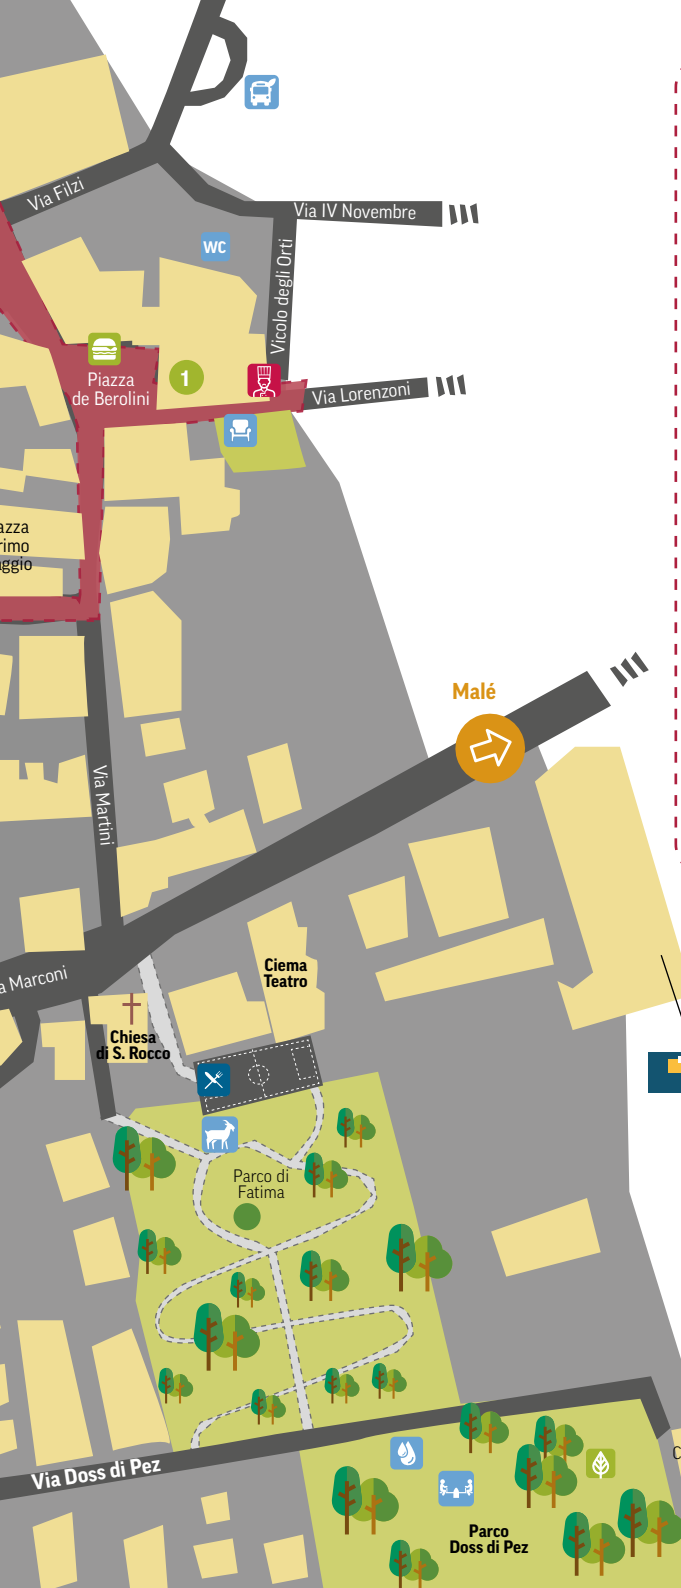 Via Filzi
Via IV Novembre
WC
Vicolo degli Orti
Piazza
de Berolini
1
Via Lorenzoni
azza
rimo
aggio
Malé
Via Martini
a Marconi
Ciema
Teatro
Chiesa
di S. Rocco
Parco di
Fatima
Via Doss di Pez
C
Parco
Doss di Pez